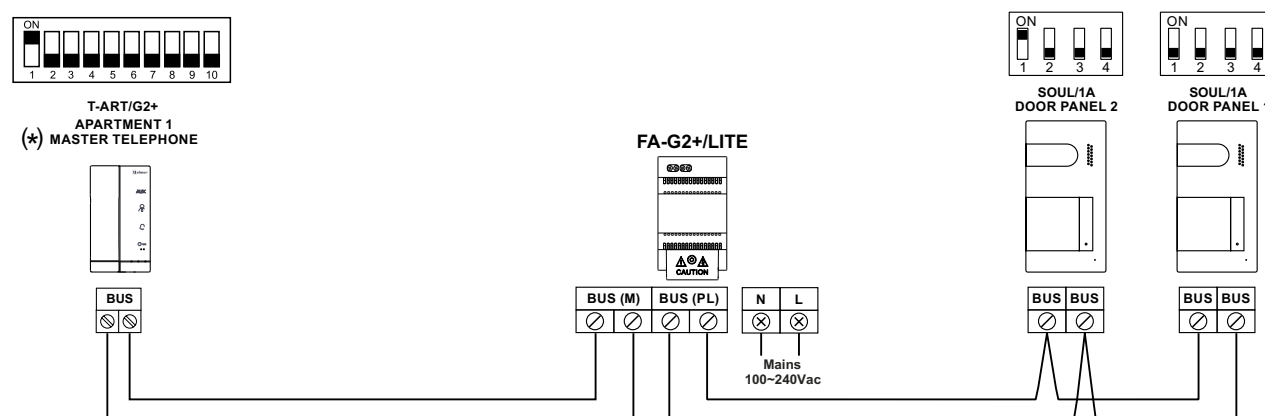 ON
1 2 3 4 5 6 7 8 9 10
T-ART/G2+
APARTMENT 1
(*) MASTER TELEPHONE
AUX
BUS
FA-G2+/LITE
CAUTION
BUS (M) BUS (PL) N L
Mains
100~240Vac
ON
1 2 3 4
SOUL/1A
DOOR PANEL 2
BUS BUS
ON
1 2 3 4
SOUL/1A
DOOR PANEL 1
BUS BUS